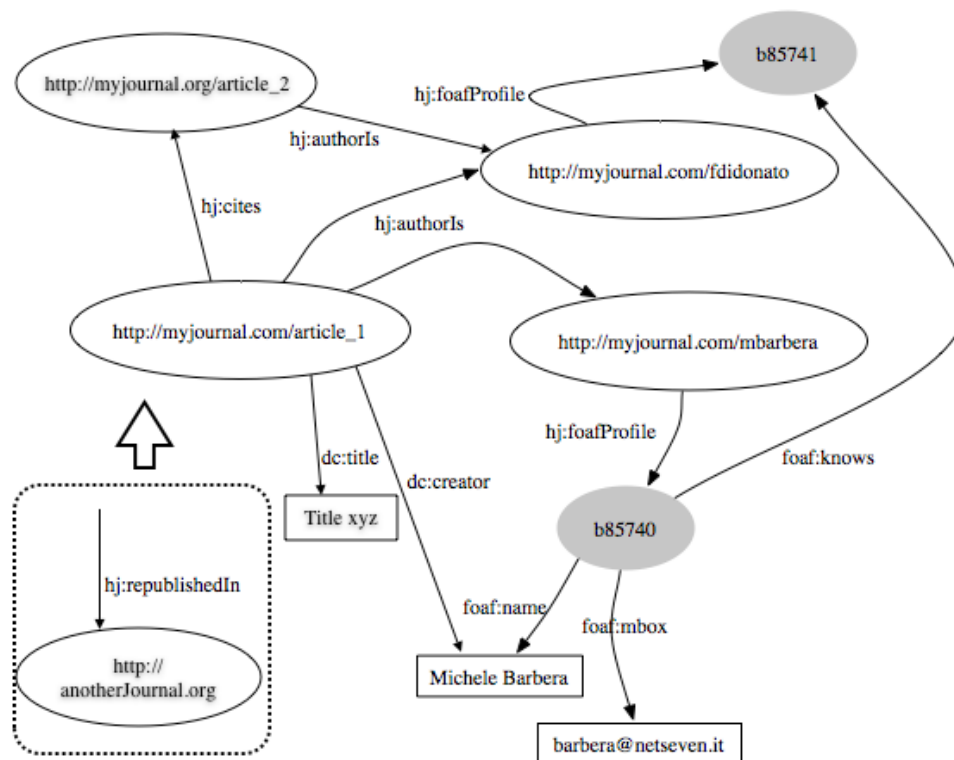 b85741
http://myjournal.org/article_2
hj:foafProfile
hj:authorIs
http://myjournal.com/fdidonato
hj:cites
hj:authorIs
http://myjournal.com/article_1
http://myjournal.com/mbarbera
hj:foafProfile
foaf:knows
dc:title
dc:creator
Title xyz
b85740
hj:republishedIn
foaf:name
foaf:mbox
http://
anotherJournal.org
Michele Barbera
barbera@netseven.it